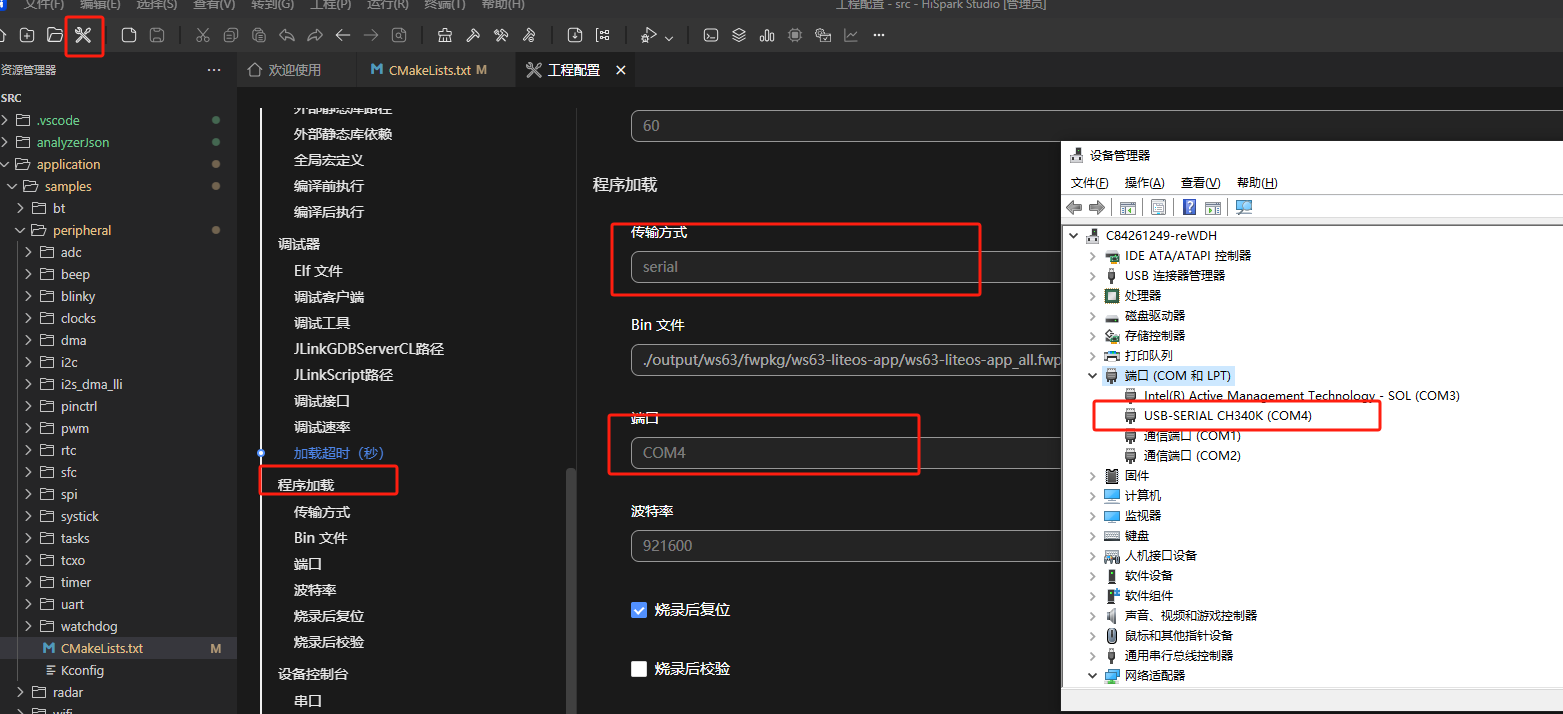 文件(F) 编辑(E) 选择(S) 查看(V) 转到(G) 工程(P) 运行(R) 终端(T) 帮助(H) 工程配置 - src - HiSpark Studio [管理员]
资源管理器 ···
欢迎使用
CMakeLists.txt M
工程配置
SRC
.vscode
analyzerJson
application
samples
bt
peripheral
adc
beep
blinky
clocks
dma
i2c
i2s_dma_lli
pinctrl
pwm
rtc
sfc
spi
systick
tasks
tcxo
timer
uart
watchdog
CMakeLists.txt M
Kconfig
radar
wifi
外部静态库路径
外部静态库依赖
全局宏定义
编译前执行
编译后执行
调试器
Elf 文件
调试客户端
调试工具
JLinkGDBServerCL路径
JLinkScript路径
调试接口
调试速率
加载超时（秒）
程序加载
传输方式
Bin 文件
端口
波特率
烧录后复位
烧录后校验
设备控制台
串口
60
程序加载
传输方式
serial
Bin 文件
./output/ws63/fwpkg/ws63-liteos-app/ws63-liteos-app_all.fwp
端口
COM4
波特率
921600
烧录后复位
烧录后校验
设备管理器
文件(F) 操作(A) 查看(V) 帮助(H)
C84261249-reWDH
IDE ATA/ATAPI 控制器
USB 连接器管理器
处理器
磁盘驱动器
存储控制器
打印队列
端口 (COM 和 LPT)
Intel(R) Active Management Technology - SOL (COM3)
USB-SERIAL CH340K (COM4)
通信端口 (COM1)
通信端口 (COM2)
固件
计算机
监视器
键盘
人机接口设备
软件设备
软件组件
声音、视频和游戏控制器
鼠标和其他指针设备
通用串行总线控制器
网络适配器